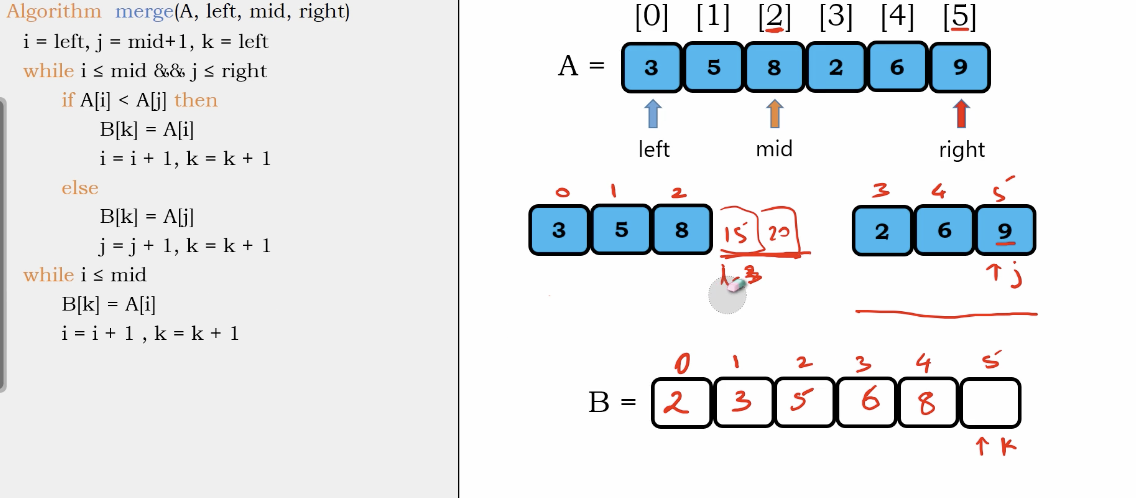 Algorithm merge(A, left, mid, right)
i = left, j = mid+1, k = left
while i ≤ mid && j ≤ right
if A[i] < A[j] then
B[k] = A[i]
i = i + 1, k = k + 1
else
B[k] = A[j]
j = j + 1, k = k + 1
while i ≤ mid
B[k] = A[i]
i = i + 1 , k = k + 1
[0] [1] [2] [3] [4] [5]
A = 3 5 8 2 6 9
left mid right
0 1 2 3 4 5
3 5 8 15 20 2 6 9
j
0 1 2 3 4 5
B = 2 3 5 6 8
k